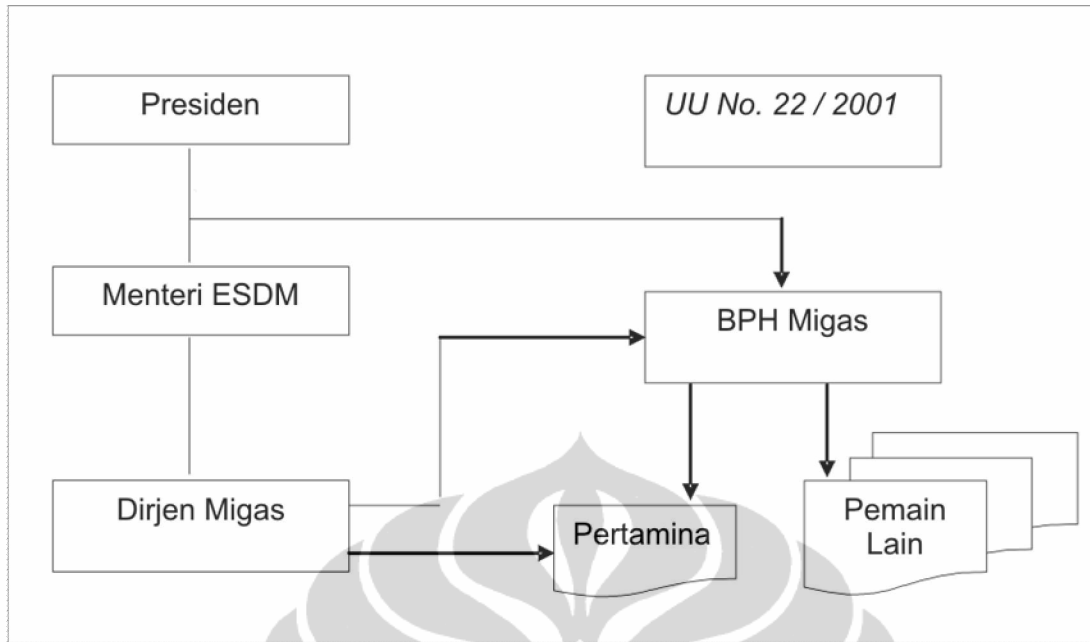 Presiden
UU No. 22 / 2001
Menteri ESDM
BPH Migas
Dirjen Migas
Pertamina
Pemain
Lain